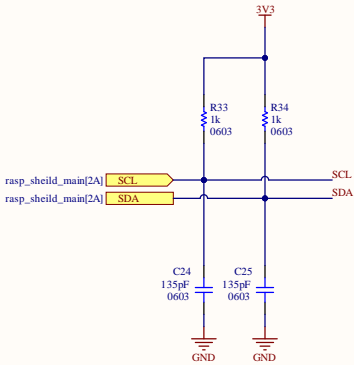 3V3
R33
1k
0603
R34
1k
0603
rasp_sheild_main[2A] SCL SCL
rasp_sheild_main[2A] SDA SDA
C24
135pF
0603
C25
135pF
0603
GND GND